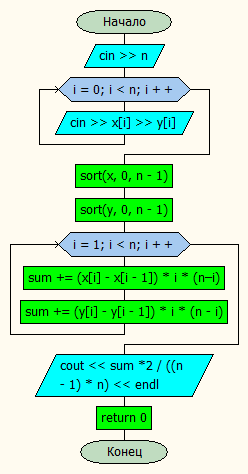 Начало
cin >> n
i = 0; i < n; i + +
cin >> x[i] >> y[i]
sort(x, 0, n - 1)
sort(y, 0, n - 1)
i = 1; i < n; i + +
sum += (x[i] - x[i - 1]) * i * (n–i)
sum += (y[i] - y[i - 1]) * i * (n - i)
cout << sum *2 / ((n
- 1) * n) << endl
return 0
Конец